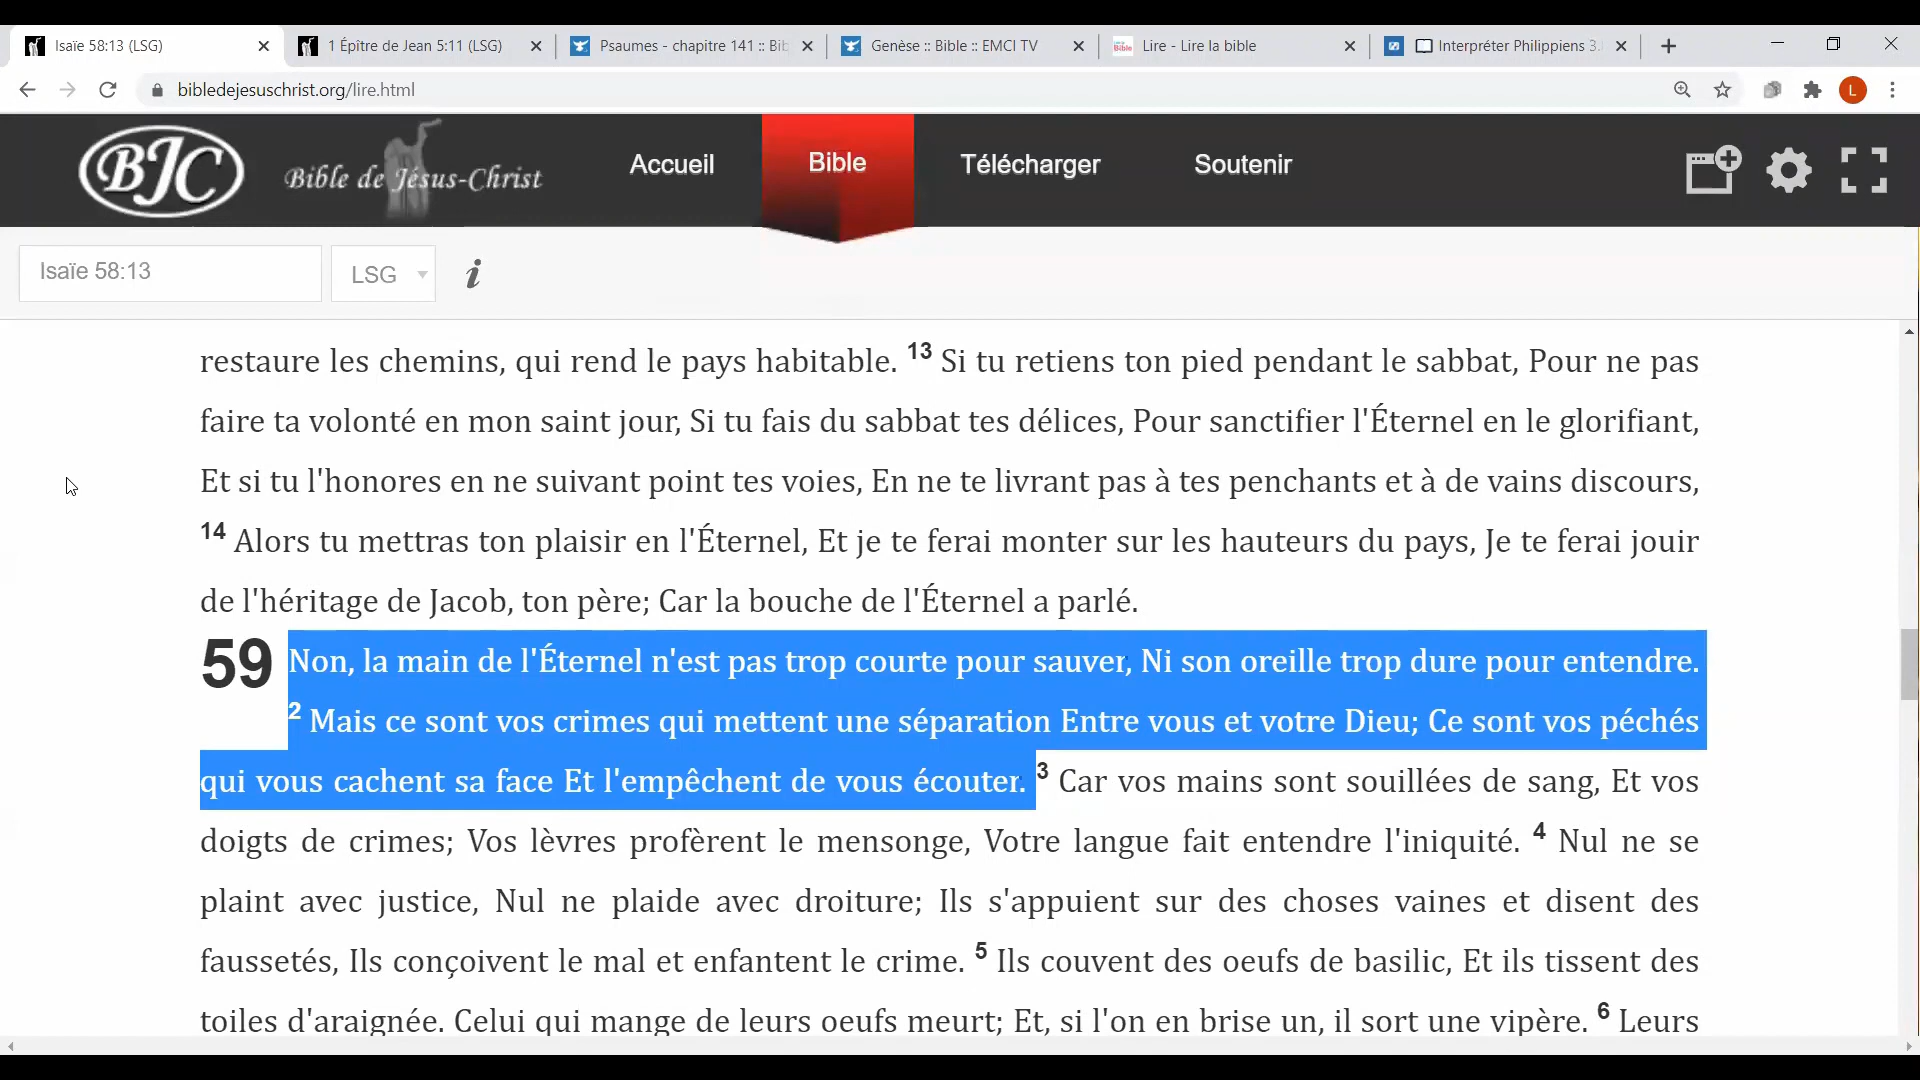 Isaïe 58:13 (LSG)
1 Épître de Jean 5:11 (LSG)
Psaumes - chapitre 141 :: Bib
Genèse :: Bible :: EMCI TV
Lire - Lire la bible
Interpréter Philippiens 3.
bibledejesuschrist.org/lire.html
L
BJC
Bible de Jésus-Christ
Accueil
Bible
Télécharger
Soutenir
Isaïe 58:13
LSG
i
restaure les chemins, qui rend le pays habitable. 13 Si tu retiens ton pied pendant le sabbat, Pour ne pas
faire ta volonté en mon saint jour, Si tu fais du sabbat tes délices, Pour sanctifier l'Éternel en le glorifiant,
Et si tu l'honores en ne suivant point tes voies, En ne te livrant pas à tes penchants et à de vains discours,
14 Alors tu mettras ton plaisir en l'Éternel, Et je te ferai monter sur les hauteurs du pays, Je te ferai jouir
de l'héritage de Jacob, ton père; Car la bouche de l'Éternel a parlé.
59 Non, la main de l'Éternel n'est pas trop courte pour sauver, Ni son oreille trop dure pour entendre.
2 Mais ce sont vos crimes qui mettent une séparation Entre vous et votre Dieu; Ce sont vos péchés
qui vous cachent sa face Et l'empêchent de vous écouter. 3 Car vos mains sont souillées de sang, Et vos
doigts de crimes; Vos lèvres profèrent le mensonge, Votre langue fait entendre l'iniquité. 4 Nul ne se
plaint avec justice, Nul ne plaide avec droiture; Ils s'appuient sur des choses vaines et disent des
faussetés, Ils conçoivent le mal et enfantent le crime. 5 Ils couvent des oeufs de basilic, Et ils tissent des
toiles d'araignée. Celui qui mange de leurs oeufs meurt; Et, si l'on en brise un, il sort une vipère. 6 Leurs